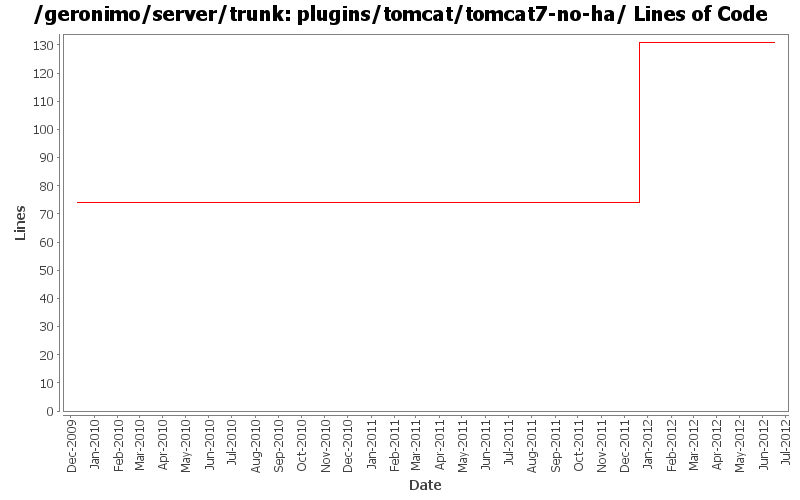 /geronimo/server/trunk: plugins/tomcat/tomcat7-no-ha/ Lines of Code
130
120
110
100
90
80
70
60
50
40
30
20
10
0
Lines
Dec-2009
Jan-2010
Feb-2010
Mar-2010
Apr-2010
May-2010
Jun-2010
Jul-2010
Aug-2010
Sep-2010
Oct-2010
Nov-2010
Dec-2010
Jan-2011
Feb-2011
Mar-2011
Apr-2011
May-2011
Jun-2011
Jul-2011
Aug-2011
Sep-2011
Oct-2011
Nov-2011
Dec-2011
Jan-2012
Feb-2012
Mar-2012
Apr-2012
May-2012
Jun-2012
Jul-2012
Date